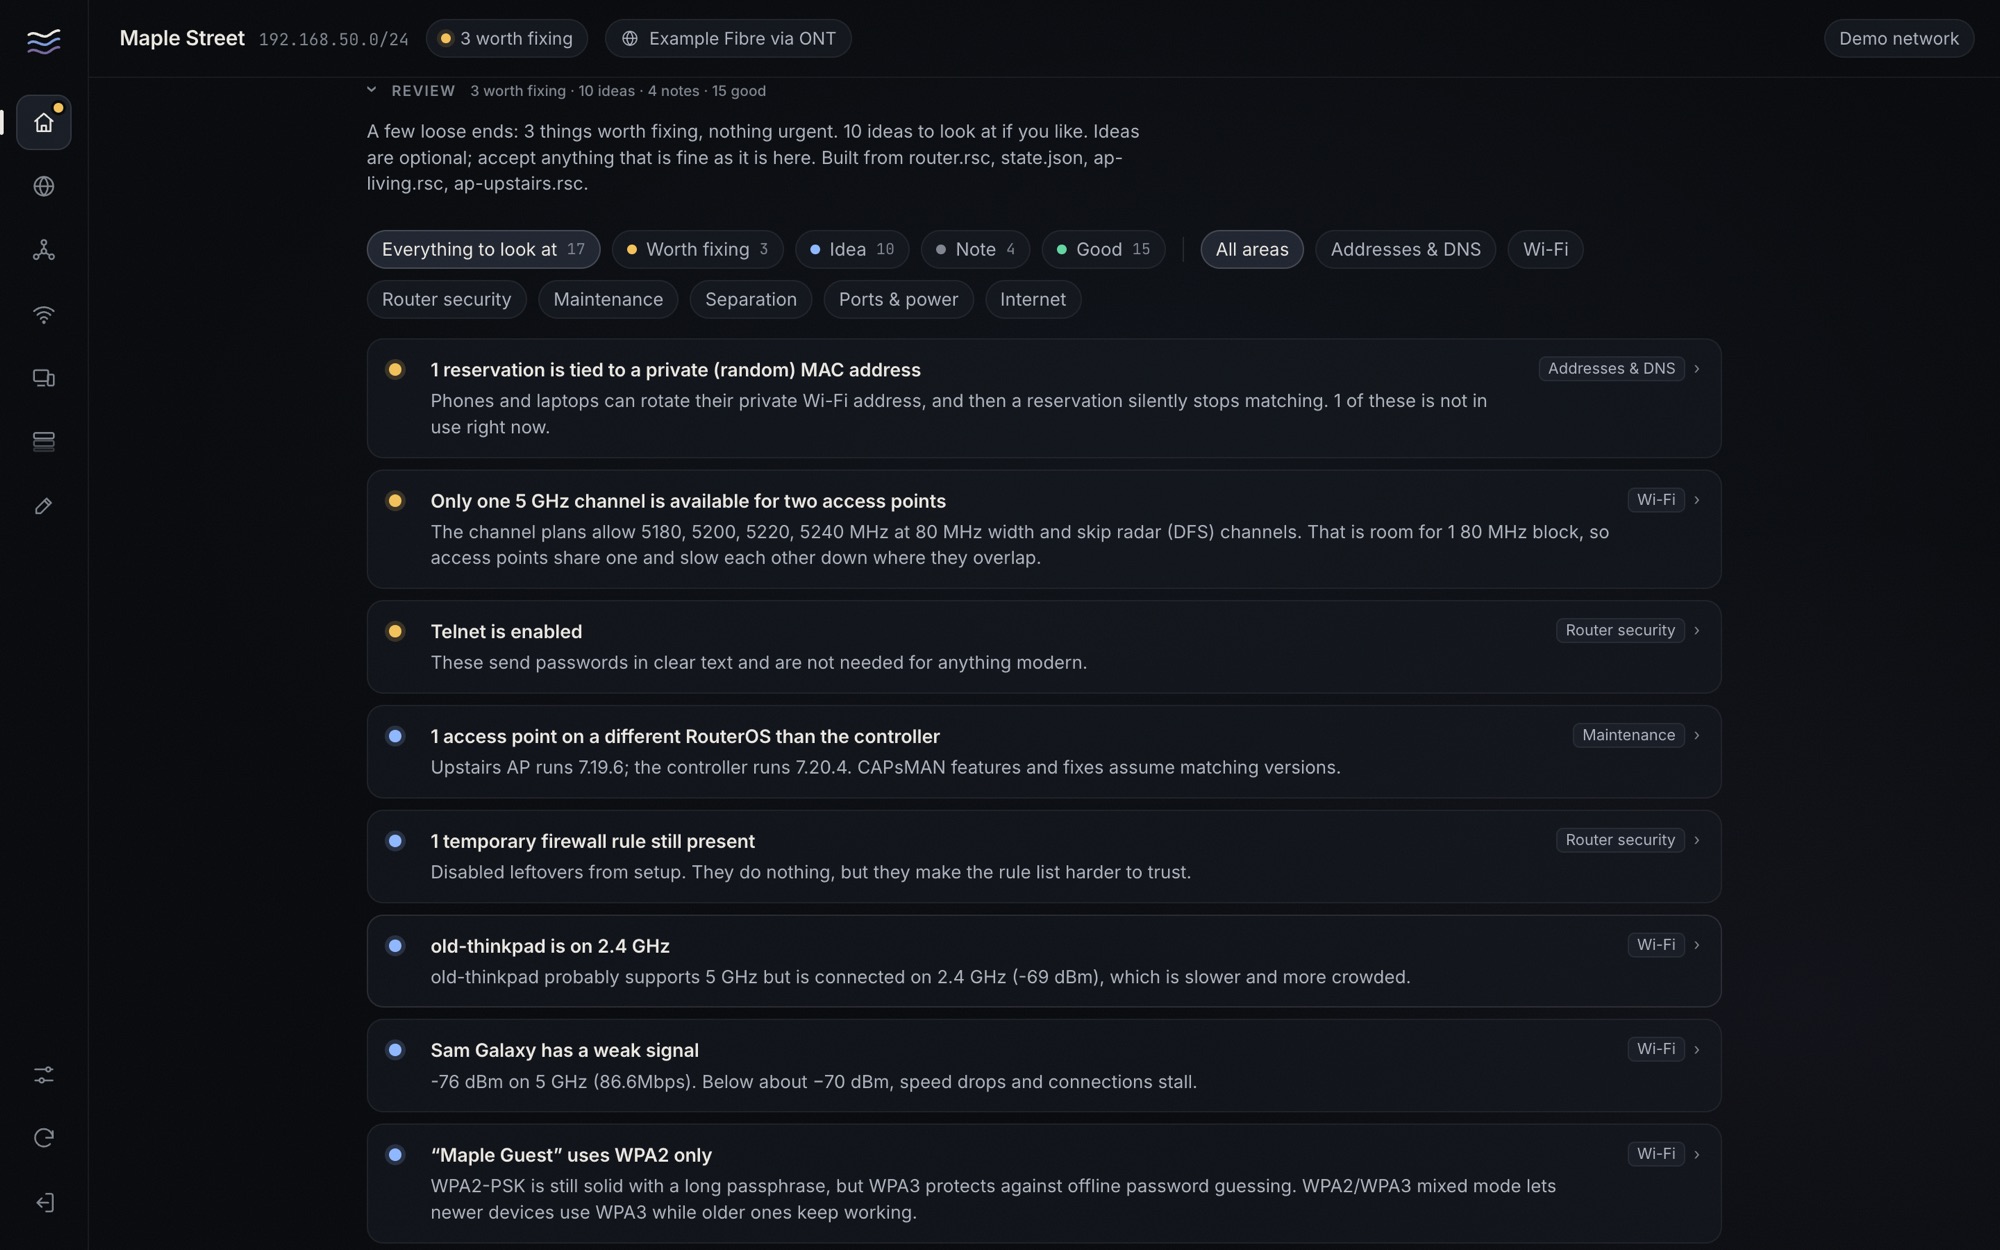 Maple Street 192.168.50.0/24 3 worth fixing Example Fibre via ONT Demo network
REVIEW 3 worth fixing · 10 ideas · 4 notes · 15 good
A few loose ends: 3 things worth fixing, nothing urgent. 10 ideas to look at if you like. Ideas
are optional; accept anything that is fine as it is here. Built from router.rsc, state.json, ap-
living.rsc, ap-upstairs.rsc.
Everything to look at 17 Worth fixing 3 Idea 10 Note 4 Good 15 All areas Addresses & DNS Wi-Fi
Router security Maintenance Separation Ports & power Internet
1 reservation is tied to a private (random) MAC address Addresses & DNS
Phones and laptops can rotate their private Wi-Fi address, and then a reservation silently stops matching. 1 of these is not in
use right now.
Only one 5 GHz channel is available for two access points Wi-Fi
The channel plans allow 5180, 5200, 5220, 5240 MHz at 80 MHz width and skip radar (DFS) channels. That is room for 1 80 MHz block, so
access points share one and slow each other down where they overlap.
Telnet is enabled Router security
These send passwords in clear text and are not needed for anything modern.
1 access point on a different RouterOS than the controller Maintenance
Upstairs AP runs 7.19.6; the controller runs 7.20.4. CAPsMAN features and fixes assume matching versions.
1 temporary firewall rule still present Router security
Disabled leftovers from setup. They do nothing, but they make the rule list harder to trust.
old-thinkpad is on 2.4 GHz Wi-Fi
old-thinkpad probably supports 5 GHz but is connected on 2.4 GHz (-69 dBm), which is slower and more crowded.
Sam Galaxy has a weak signal Wi-Fi
-76 dBm on 5 GHz (86.6Mbps). Below about −70 dBm, speed drops and connections stall.
“Maple Guest” uses WPA2 only Wi-Fi
WPA2-PSK is still solid with a long passphrase, but WPA3 protects against offline password guessing. WPA2/WPA3 mixed mode lets
newer devices use WPA3 while older ones keep working.